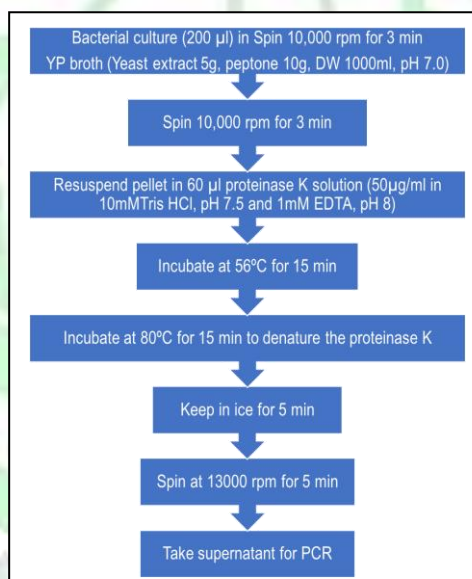 Bacterial culture (200 µl) in Spin 10,000 rpm for 3 min
YP broth (Yeast extract 5g, peptone 10g, DW 1000ml, pH 7.0)
Spin 10,000 rpm for 3 min
Resuspend pellet in 60 µl proteinase K solution (50µg/ml in
10mMTris HCl, pH 7.5 and 1mM EDTA, pH 8)
Incubate at 56ºC for 15 min
Incubate at 80ºC for 15 min to denature the proteinase K
Keep in ice for 5 min
Spin at 13000 rpm for 5 min
Take supernatant for PCR